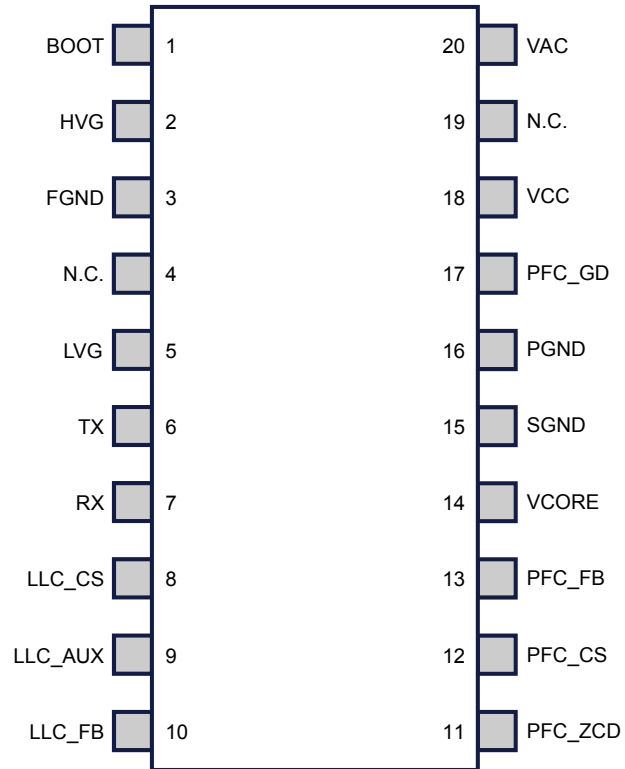 BOOT 1 20 VAC
HVG 2 19 N.C.
FGND 3 18 VCC
N.C. 4 17 PFC_GD
LVG 5 16 PGND
TX 6 15 SGND
RX 7 14 VCORE
LLC_CS 8 13 PFC_FB
LLC_AUX 9 12 PFC_CS
LLC_FB 10 11 PFC_ZCD